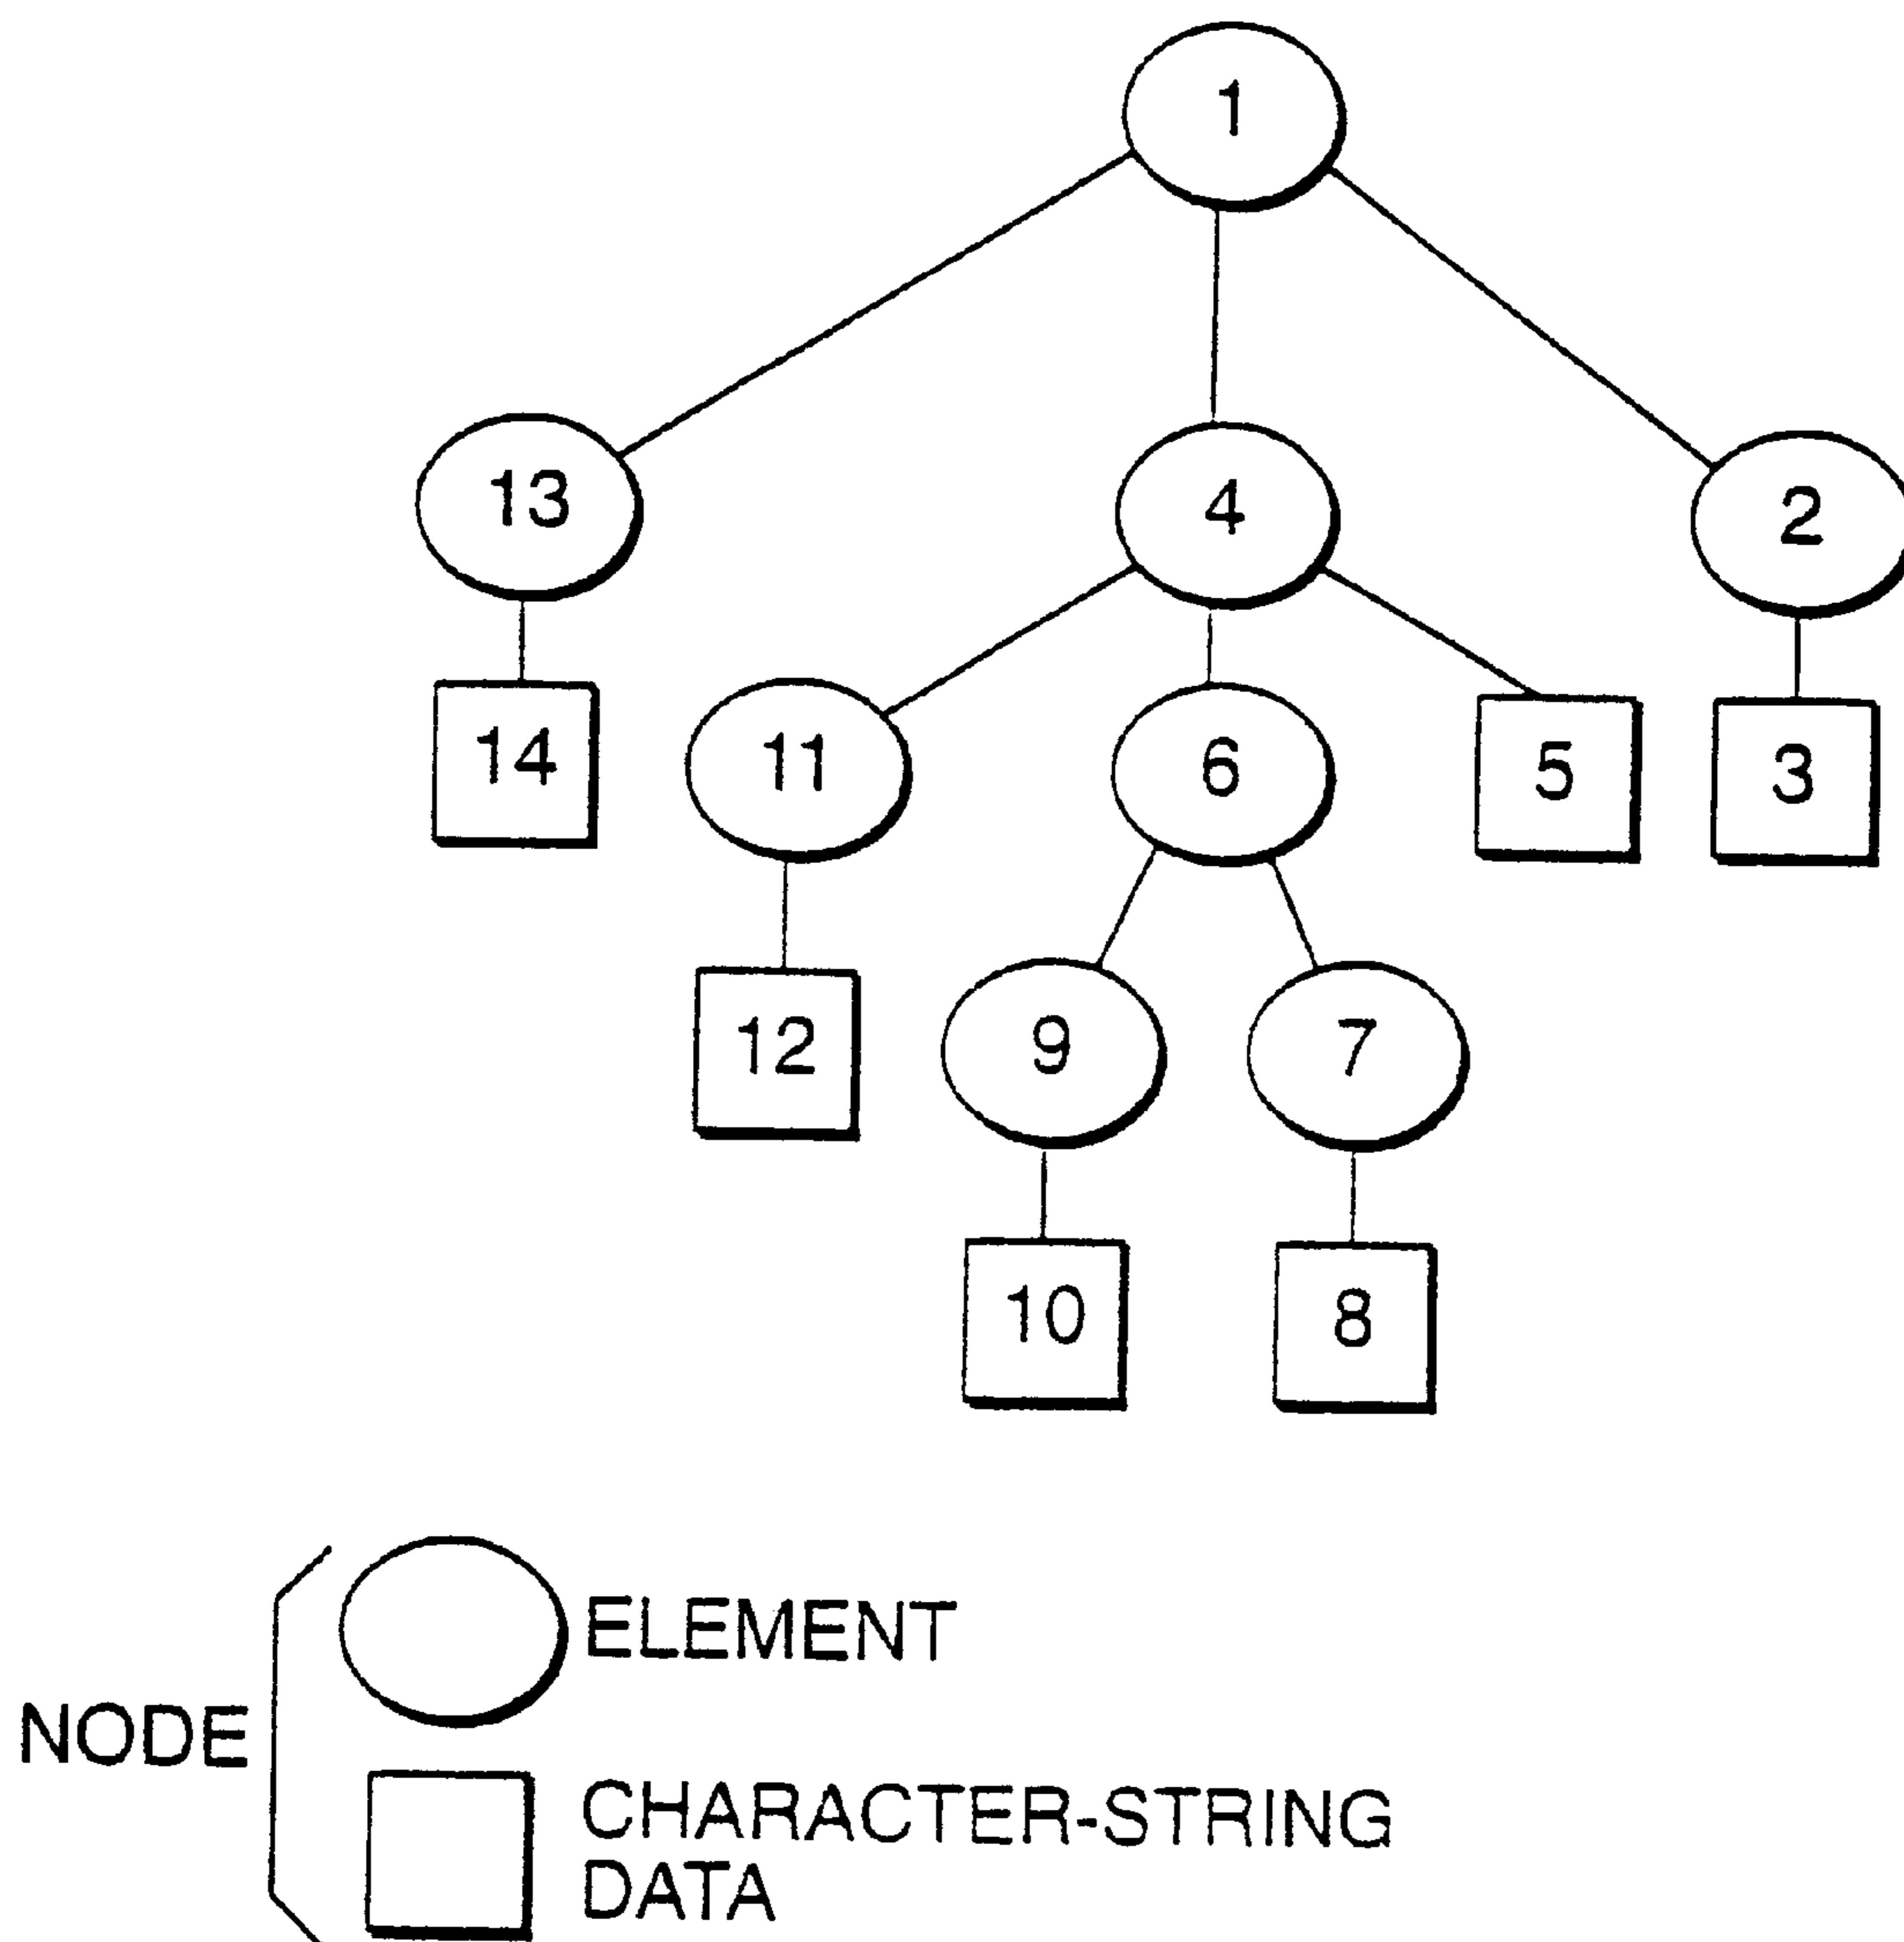 1
13 4 2
14 11 6 5 3
12 9 7
10 8
ELEMENT
NODE
CHARACTER-STRING
DATA